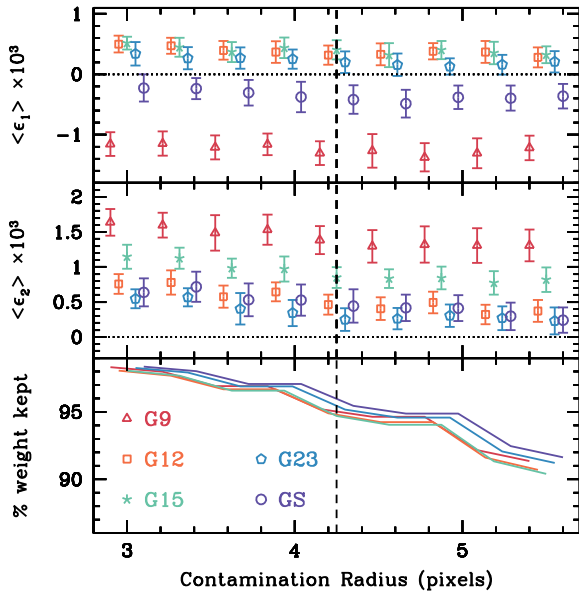 <ϵ₁> ×10³
1
0
−1
<ϵ₂> ×10³
2
1.5
1
0.5
0
% weight kept
95
90
G9
G12
G15
G23
GS
3
4
5
Contamination Radius (pixels)